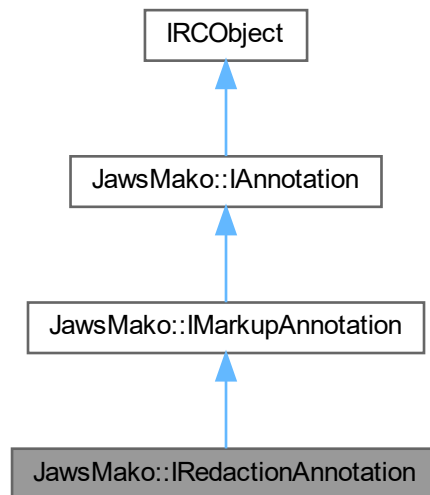 IRCObject
JawsMako::IAnnotation
JawsMako::IMarkupAnnotation
JawsMako::IRedactionAnnotation